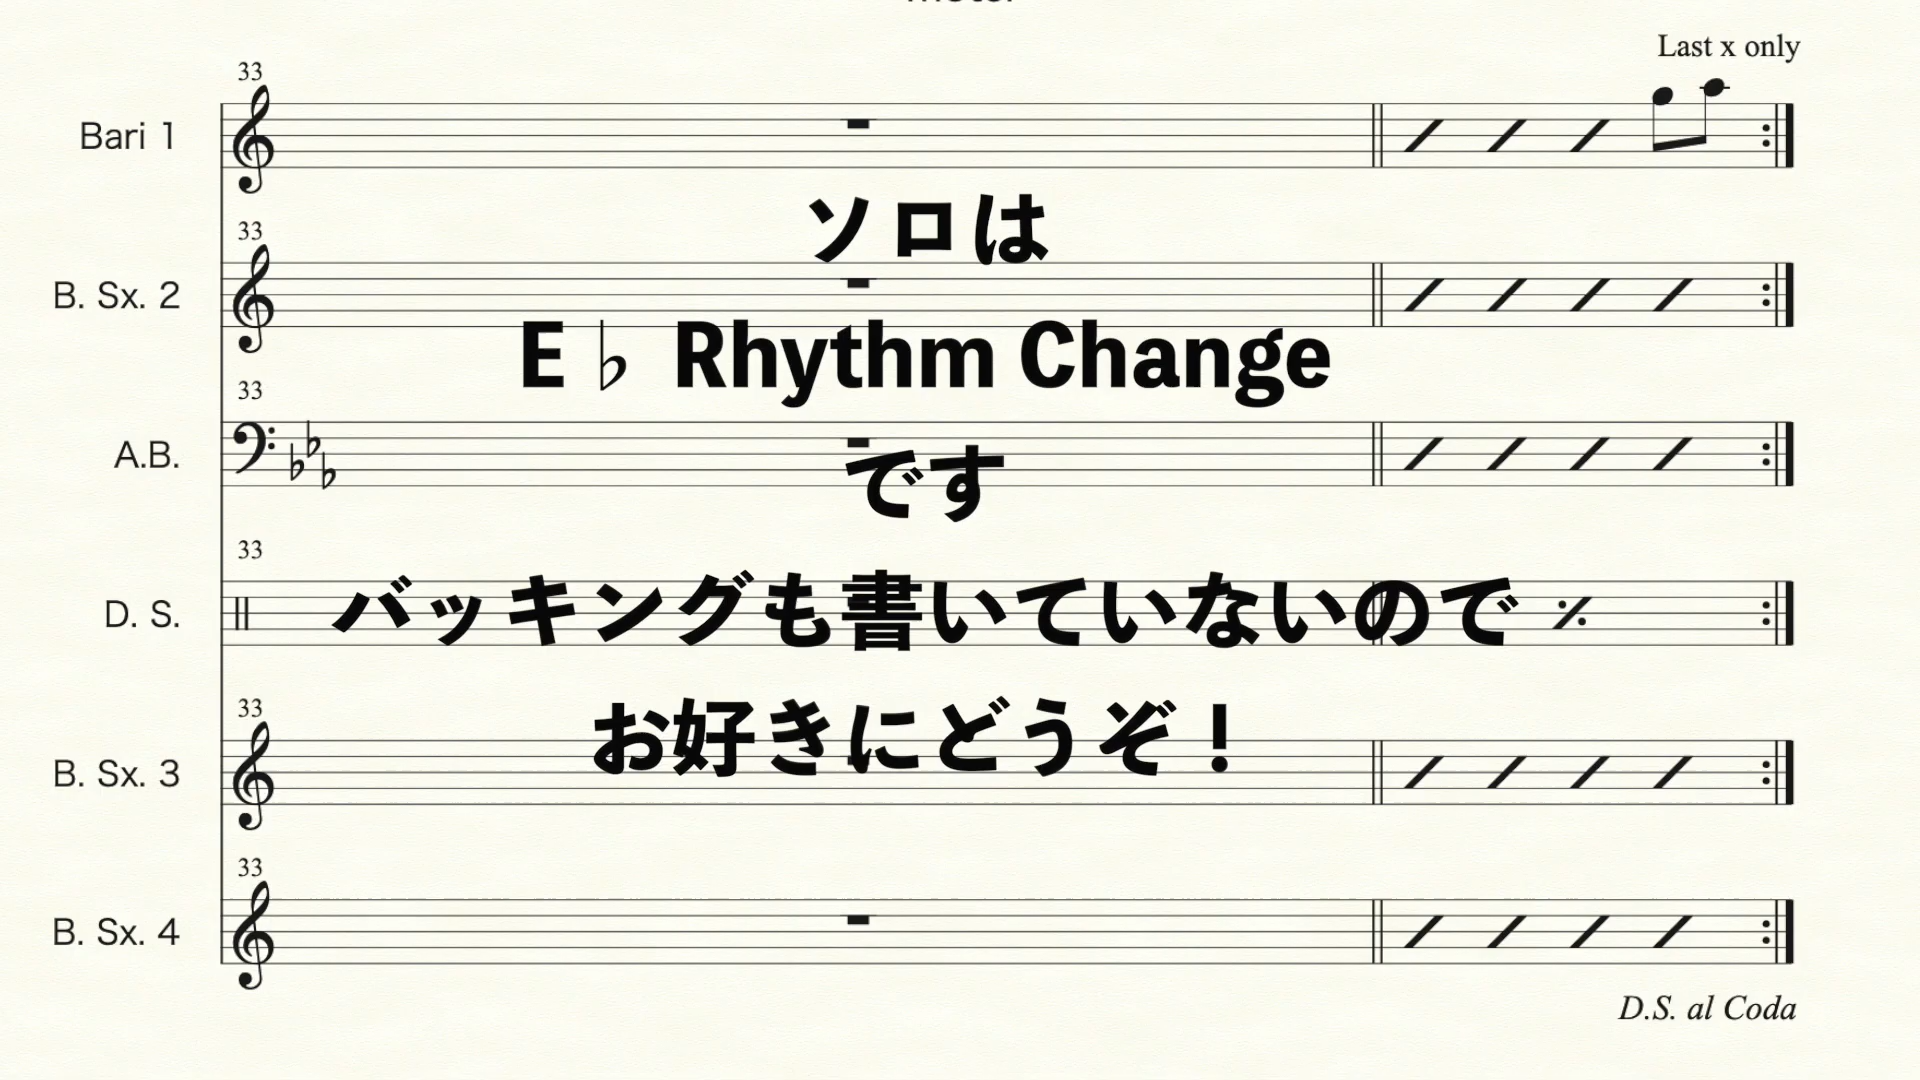 Last x only
33
Bari 1
ソロは
33
B. Sx. 2
E♭ Rhythm Change
33
A.B.
です
33
D. S.
バッキングも書いていないので
33
お好きにどうぞ！
B. Sx. 3
33
B. Sx. 4
D.S. al Coda